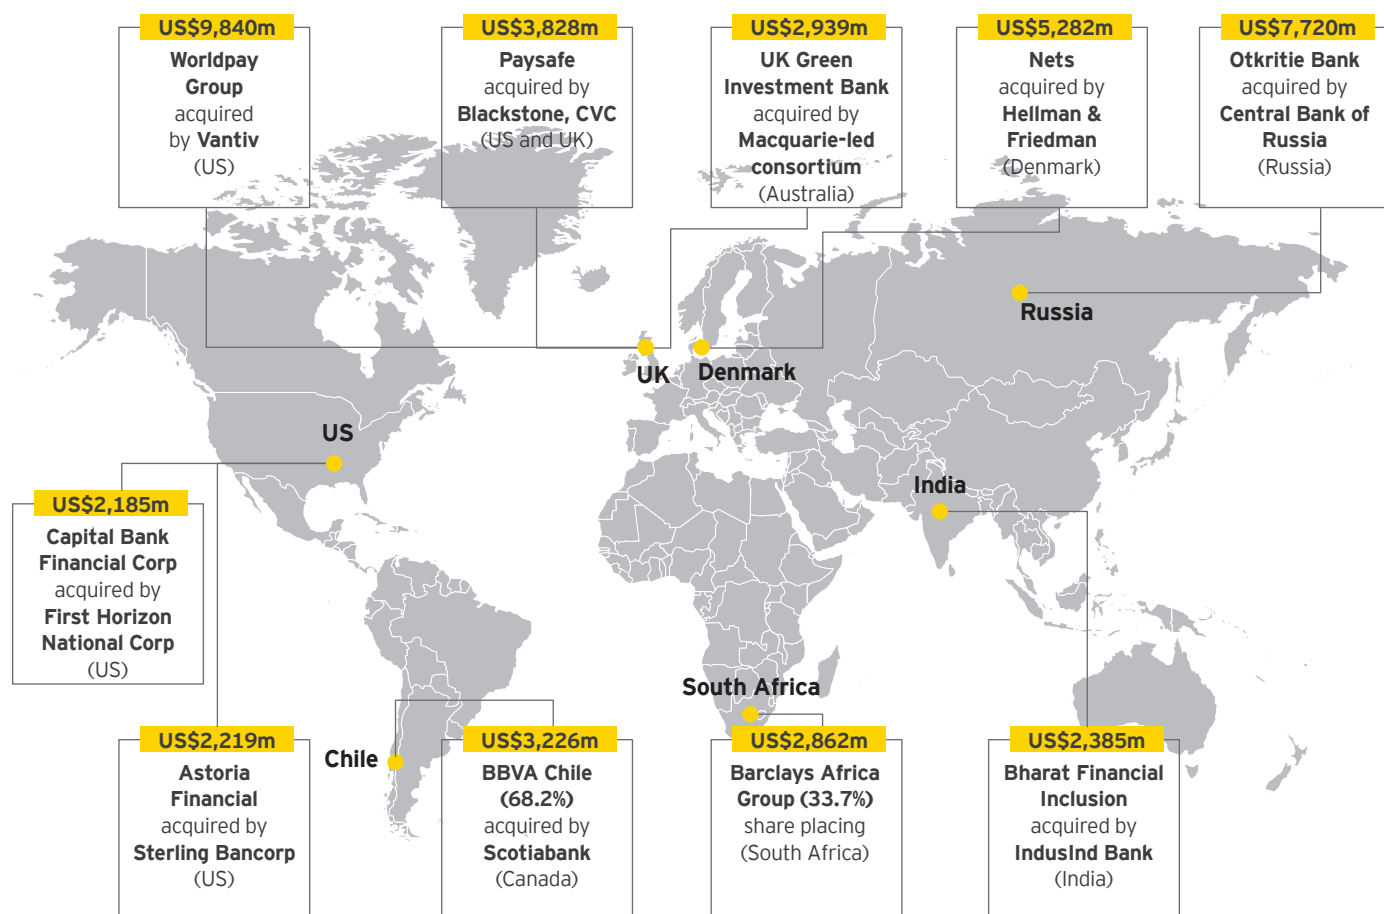 US$9,840m
Worldpay
Group
acquired
by Vantiv
(US)
US$3,828m
Paysafe
acquired by
Blackstone, CVC
(US and UK)
US$2,939m
UK Green
Investment Bank
acquired by
Macquarie-led
consortium
(Australia)
US$5,282m
Nets
acquired by
Hellman &
Friedman
(Denmark)
US$7,720m
Otkritie Bank
acquired by
Central Bank of
Russia
(Russia)
Russia
UK
Denmark
US
India
South Africa
Chile
US$2,185m
Capital Bank
Financial Corp
acquired by
First Horizon
National Corp
(US)
US$2,219m
Astoria
Financial
acquired by
Sterling Bancorp
(US)
US$3,226m
BBVA Chile
(68.2%)
acquired by
Scotiabank
(Canada)
US$2,862m
Barclays Africa
Group (33.7%)
share placing
(South Africa)
US$2,385m
Bharat Financial
Inclusion
acquired by
IndusInd Bank
(India)